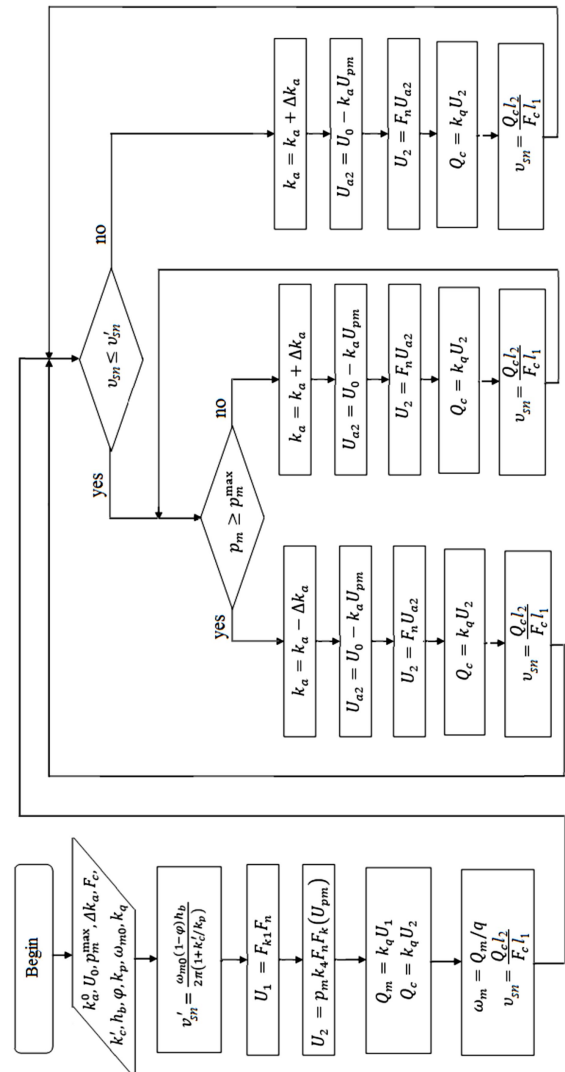 Begin
k_a^0, U_0, p_m^max, Δk_a, F_c,
k_c', h_b, φ, k_p, ω_m0, k_q
υ_sn' = ω_m0(1−φ)h_b / 2π(1+k_c'/k_p)
U_1 = F_k1 F_n
U_2 = p_m k_4 F_n F_k(U_pm)
Q_m = k_q U_1
Q_c = k_q U_2
ω_m = Q_m/q
υ_sn = Q_c l_2 / F_c l_1
υ_sn ≤ υ_sn'
yes
no
p_m ≥ p_m^max
yes
no
k_a = k_a − Δk_a
U_a2 = U_0 − k_a U_pm
U_2 = F_n U_a2
Q_c = k_q U_2
υ_sn = Q_c l_2 / F_c l_1
k_a = k_a + Δk_a
U_a2 = U_0 − k_a U_pm
U_2 = F_n U_a2
Q_c = k_q U_2
υ_sn = Q_c l_2 / F_c l_1
k_a = k_a + Δk_a
U_a2 = U_0 − k_a U_pm
U_2 = F_n U_a2
Q_c = k_q U_2
υ_sn = Q_c l_2 / F_c l_1